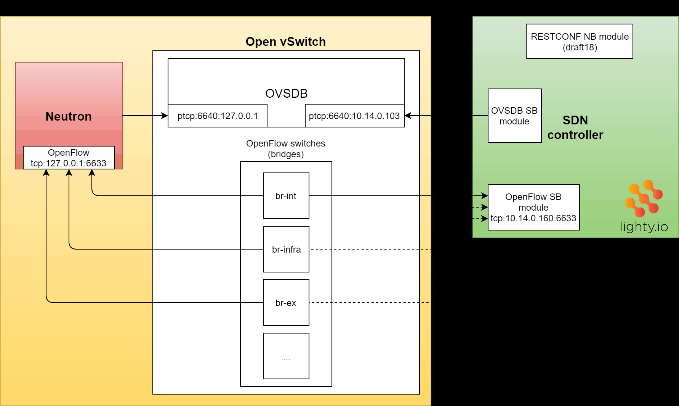 Open vSwitch
Neutron
OpenFlow
tcp:127.0.0.1:6633
OVSDB
ptcp:6640:127.0.0.1
ptcp:6640:10.14.0.103
OpenFlow switches
(bridges)
br-int
br-infra
br-ex
....
RESTCONF NB module
(draft18)
OVSDB SB
module
SDN
controller
OpenFlow SB
module
tcp:10.14.0.160:6633
lighty.io